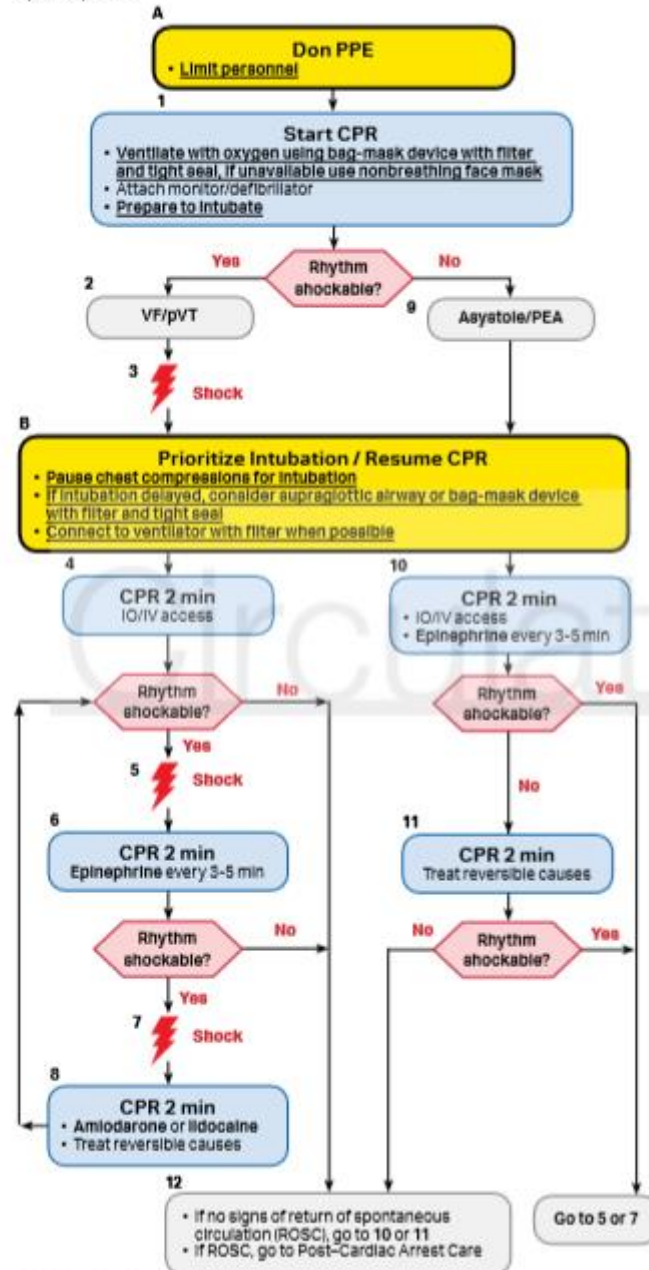 A
Don PPE
• Limit personnel
1
Start CPR
• Ventilate with oxygen using bag-mask device with filter
and tight seal, if unavailable use nonbreathing face mask
• Attach monitor/defibrillator
• Prepare to intubate
Yes
Rhythm
shockable?
No
2
VF/pVT
9
Asystole/PEA
3
Shock
B
Prioritize Intubation / Resume CPR
• Pause chest compressions for intubation
• If intubation delayed, consider supraglottic airway or bag-mask device
with filter and tight seal
• Connect to ventilator with filter when possible
4
CPR 2 min
IO/IV access
10
CPR 2 min
• IO/IV access
• Epinephrine every 3-5 min
Rhythm
shockable?
No
Yes
5
Shock
Rhythm
shockable?
Yes
No
6
CPR 2 min
Epinephrine every 3-5 min
11
CPR 2 min
Treat reversible causes
Rhythm
shockable?
No
Yes
No
Rhythm
shockable?
Yes
7
Shock
8
CPR 2 min
• Amiodarone or lidocaine
• Treat reversible causes
12
• If no signs of return of spontaneous
circulation (ROSC), go to 10 or 11
• If ROSC, go to Post–Cardiac Arrest Care
Go to 5 or 7
Circulat